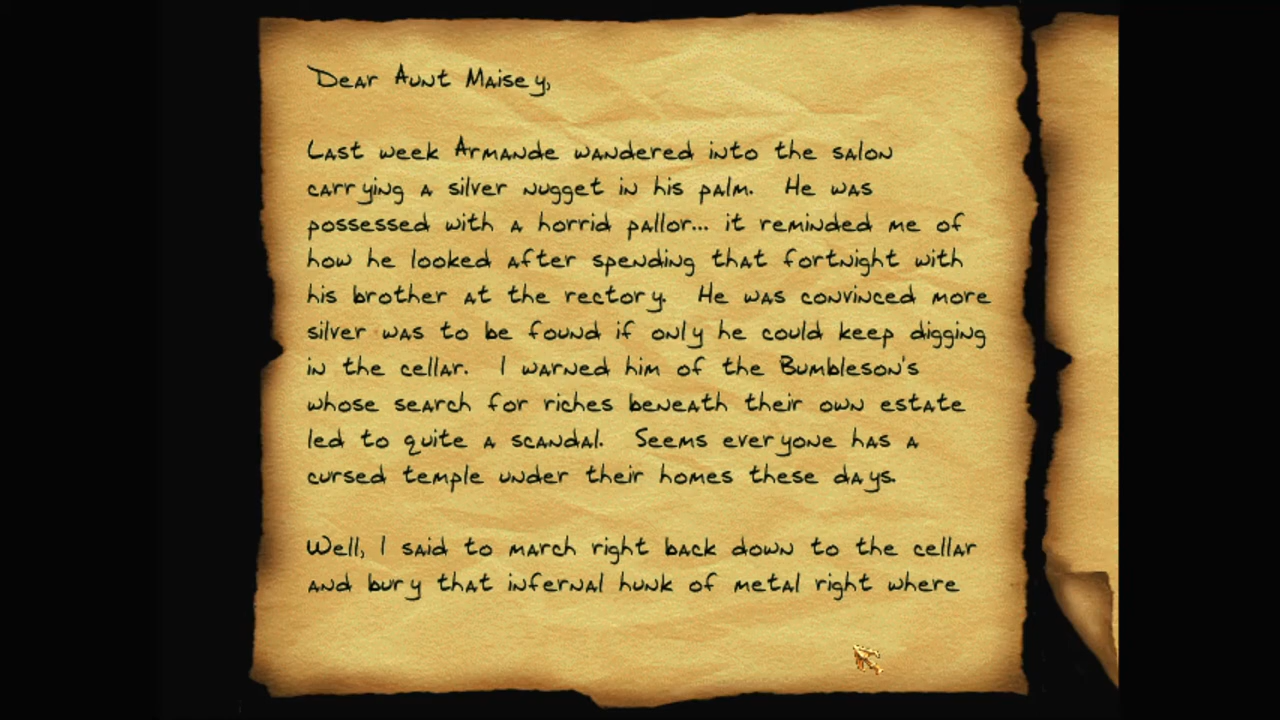 Dear Aunt Maisey,
Last week Armande wandered into the salon
carrying a silver nugget in his palm. He was
possessed with a horrid pallor... it reminded me of
how he looked after spending that fortnight with
his brother at the rectory. He was convinced more
silver was to be found if only he could keep digging
in the cellar. I warned him of the Bumbleson's
whose search for riches beneath their own estate
led to quite a scandal. Seems everyone has a
cursed temple under their homes these days.
Well, I said to march right back down to the cellar
and bury that infernal hunk of metal right where